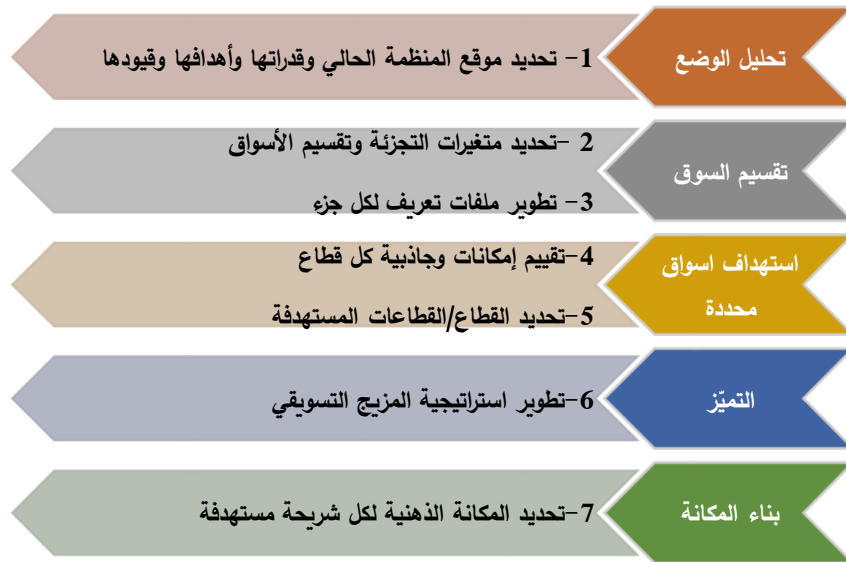 تحليل الوضع
1- تحديد موقع المنظمة الحالي وقدراتها وأهدافها وقيودها
تقسيم السوق
2 -تحديد متغيرات التجزئة وتقسيم الأسواق
3- تطوير ملفات تعريف لكل جزء
استهداف اسواق
محددة
4-تقييم إمكانات وجاذبية كل قطاع
5-تحديد القطاع/القطاعات المستهدفة
التميّز
6-تطوير استراتيجية المزيج التسويقي
بناء المكانة
7-تحديد المكانة الذهنية لكل شريحة مستهدفة